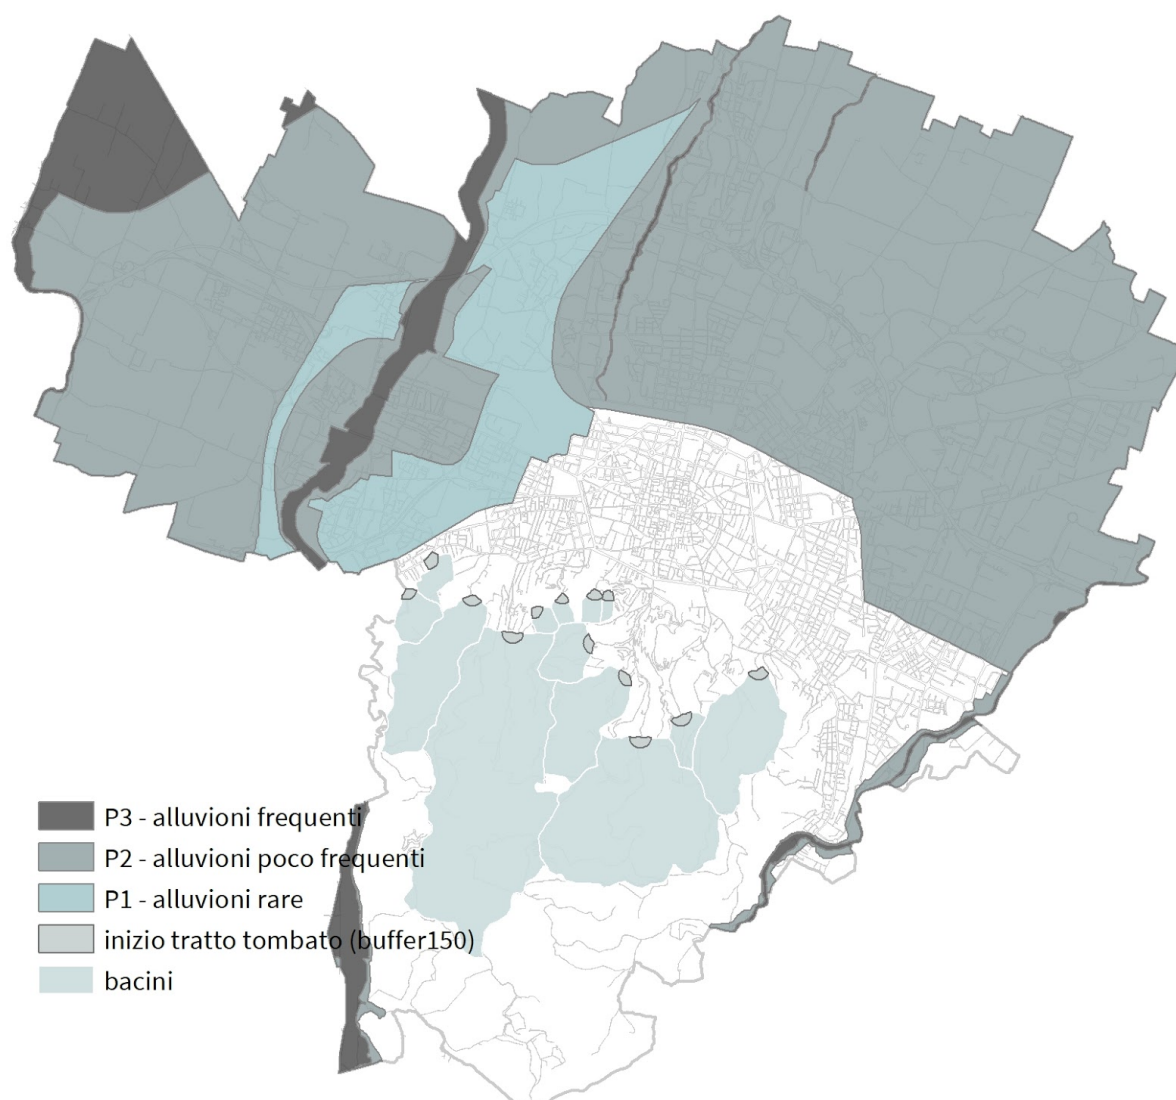 P3 - alluvioni frequenti
P2 - alluvioni poco frequenti
P1 - alluvioni rare
inizio tratto tombato (buffer150)
bacini